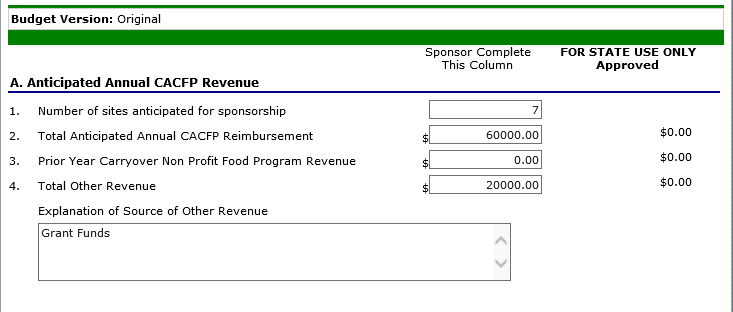 Budget Version: Original
Sponsor Complete This Column
FOR STATE USE ONLY Approved
A. Anticipated Annual CACFP Revenue
1. Number of sites anticipated for sponsorship 7
2. Total Anticipated Annual CACFP Reimbursement $ 60000.00 $0.00
3. Prior Year Carryover Non Profit Food Program Revenue $ 0.00 $0.00
4. Total Other Revenue $ 20000.00 $0.00
Explanation of Source of Other Revenue
Grant Funds